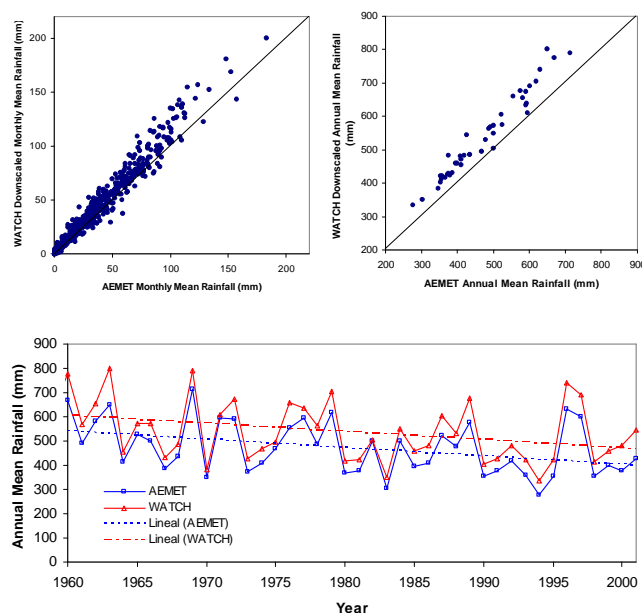 200
150
100
50
0
0 50 100 150 200
WATCH Downscaled Monthly Mean Rainfall (mm)
AEMET Monthly Mean Rainfall (mm)
900
800
700
600
500
400
300
200
200 300 400 500 600 700 800 900
WATCH Downscaled Annual Mean Rainfall
(mm)
AEMET Annual Mean Rainfall (mm)
900
800
700
600
500
400
300
200
100
0
1960 1965 1970 1975 1980 1985 1990 1995 2000
Annual Mean Rainfall (mm)
AEMET
WATCH
Lineal (AEMET)
Lineal (WATCH)
Year